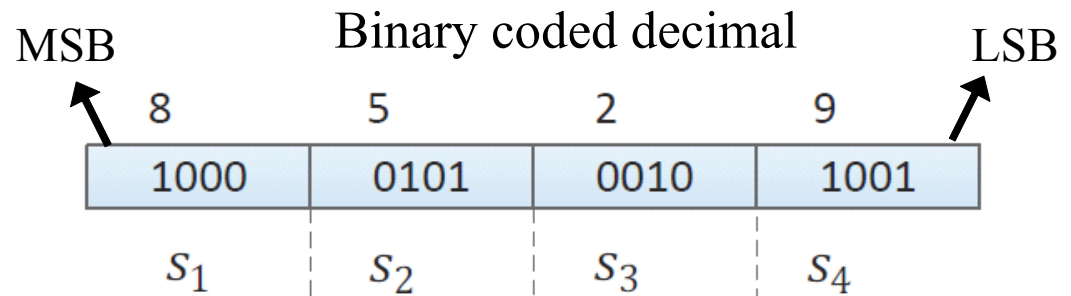 Binary coded decimal
MSB LSB
8 5 2 9
1000 0101 0010 1001
S₁ S₂ S₃ S₄